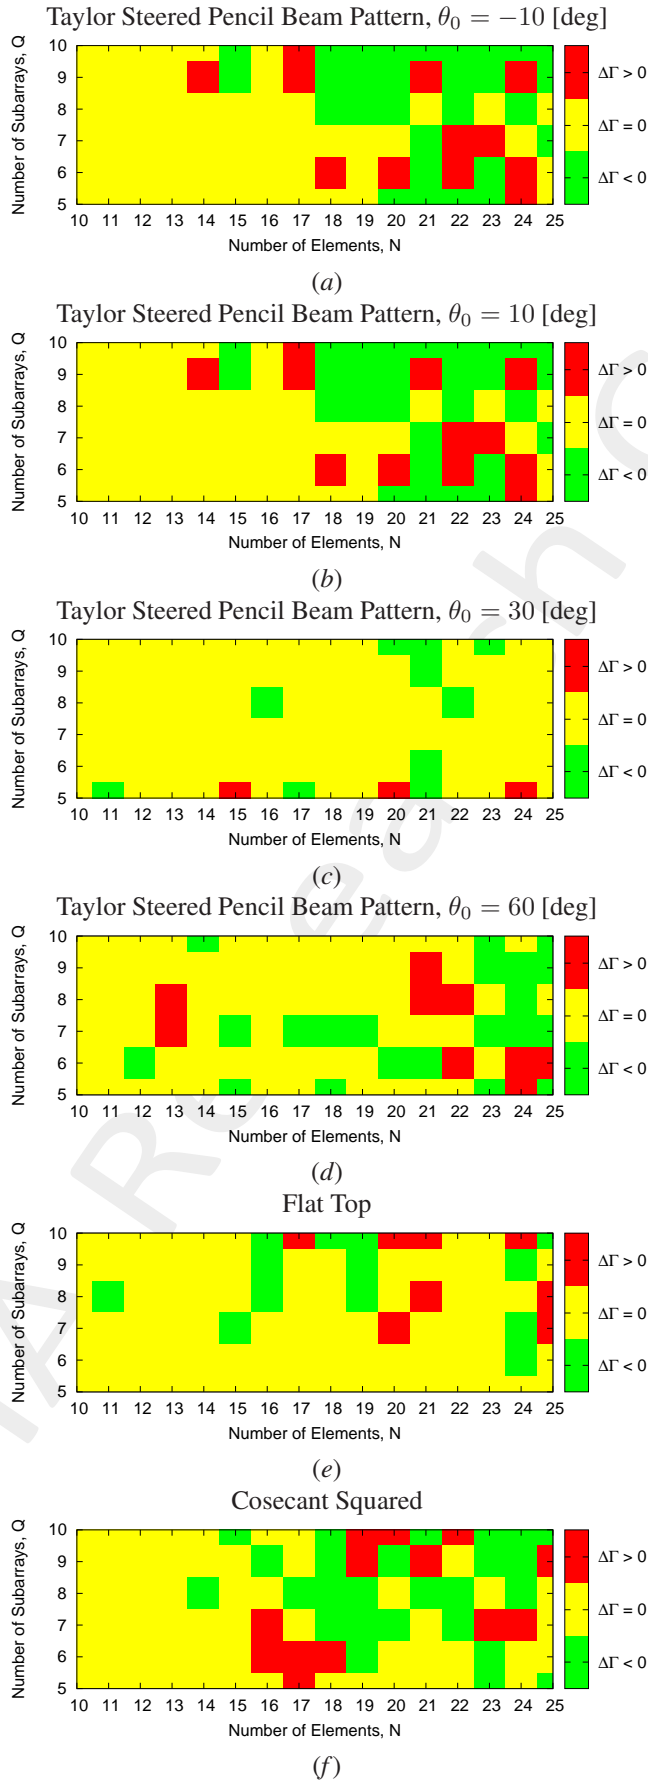 Taylor Steered Pencil Beam Pattern, θ₀ = −10 [deg]
Number of Subarrays, Q
10
9
8
7
6
5
10 11 12 13 14 15 16 17 18 19 20 21 22 23 24 25
Number of Elements, N
ΔΓ > 0
ΔΓ = 0
ΔΓ < 0
(a)
Taylor Steered Pencil Beam Pattern, θ₀ = 10 [deg]
Number of Subarrays, Q
10
9
8
7
6
5
10 11 12 13 14 15 16 17 18 19 20 21 22 23 24 25
Number of Elements, N
ΔΓ > 0
ΔΓ = 0
ΔΓ < 0
(b)
Taylor Steered Pencil Beam Pattern, θ₀ = 30 [deg]
Number of Subarrays, Q
10
9
8
7
6
5
10 11 12 13 14 15 16 17 18 19 20 21 22 23 24 25
Number of Elements, N
ΔΓ > 0
ΔΓ = 0
ΔΓ < 0
(c)
Taylor Steered Pencil Beam Pattern, θ₀ = 60 [deg]
Number of Subarrays, Q
10
9
8
7
6
5
10 11 12 13 14 15 16 17 18 19 20 21 22 23 24 25
Number of Elements, N
ΔΓ > 0
ΔΓ = 0
ΔΓ < 0
(d)
Flat Top
Number of Subarrays, Q
10
9
8
7
6
5
10 11 12 13 14 15 16 17 18 19 20 21 22 23 24 25
Number of Elements, N
ΔΓ > 0
ΔΓ = 0
ΔΓ < 0
(e)
Cosecant Squared
Number of Subarrays, Q
10
9
8
7
6
5
10 11 12 13 14 15 16 17 18 19 20 21 22 23 24 25
Number of Elements, N
ΔΓ > 0
ΔΓ = 0
ΔΓ < 0
(f)